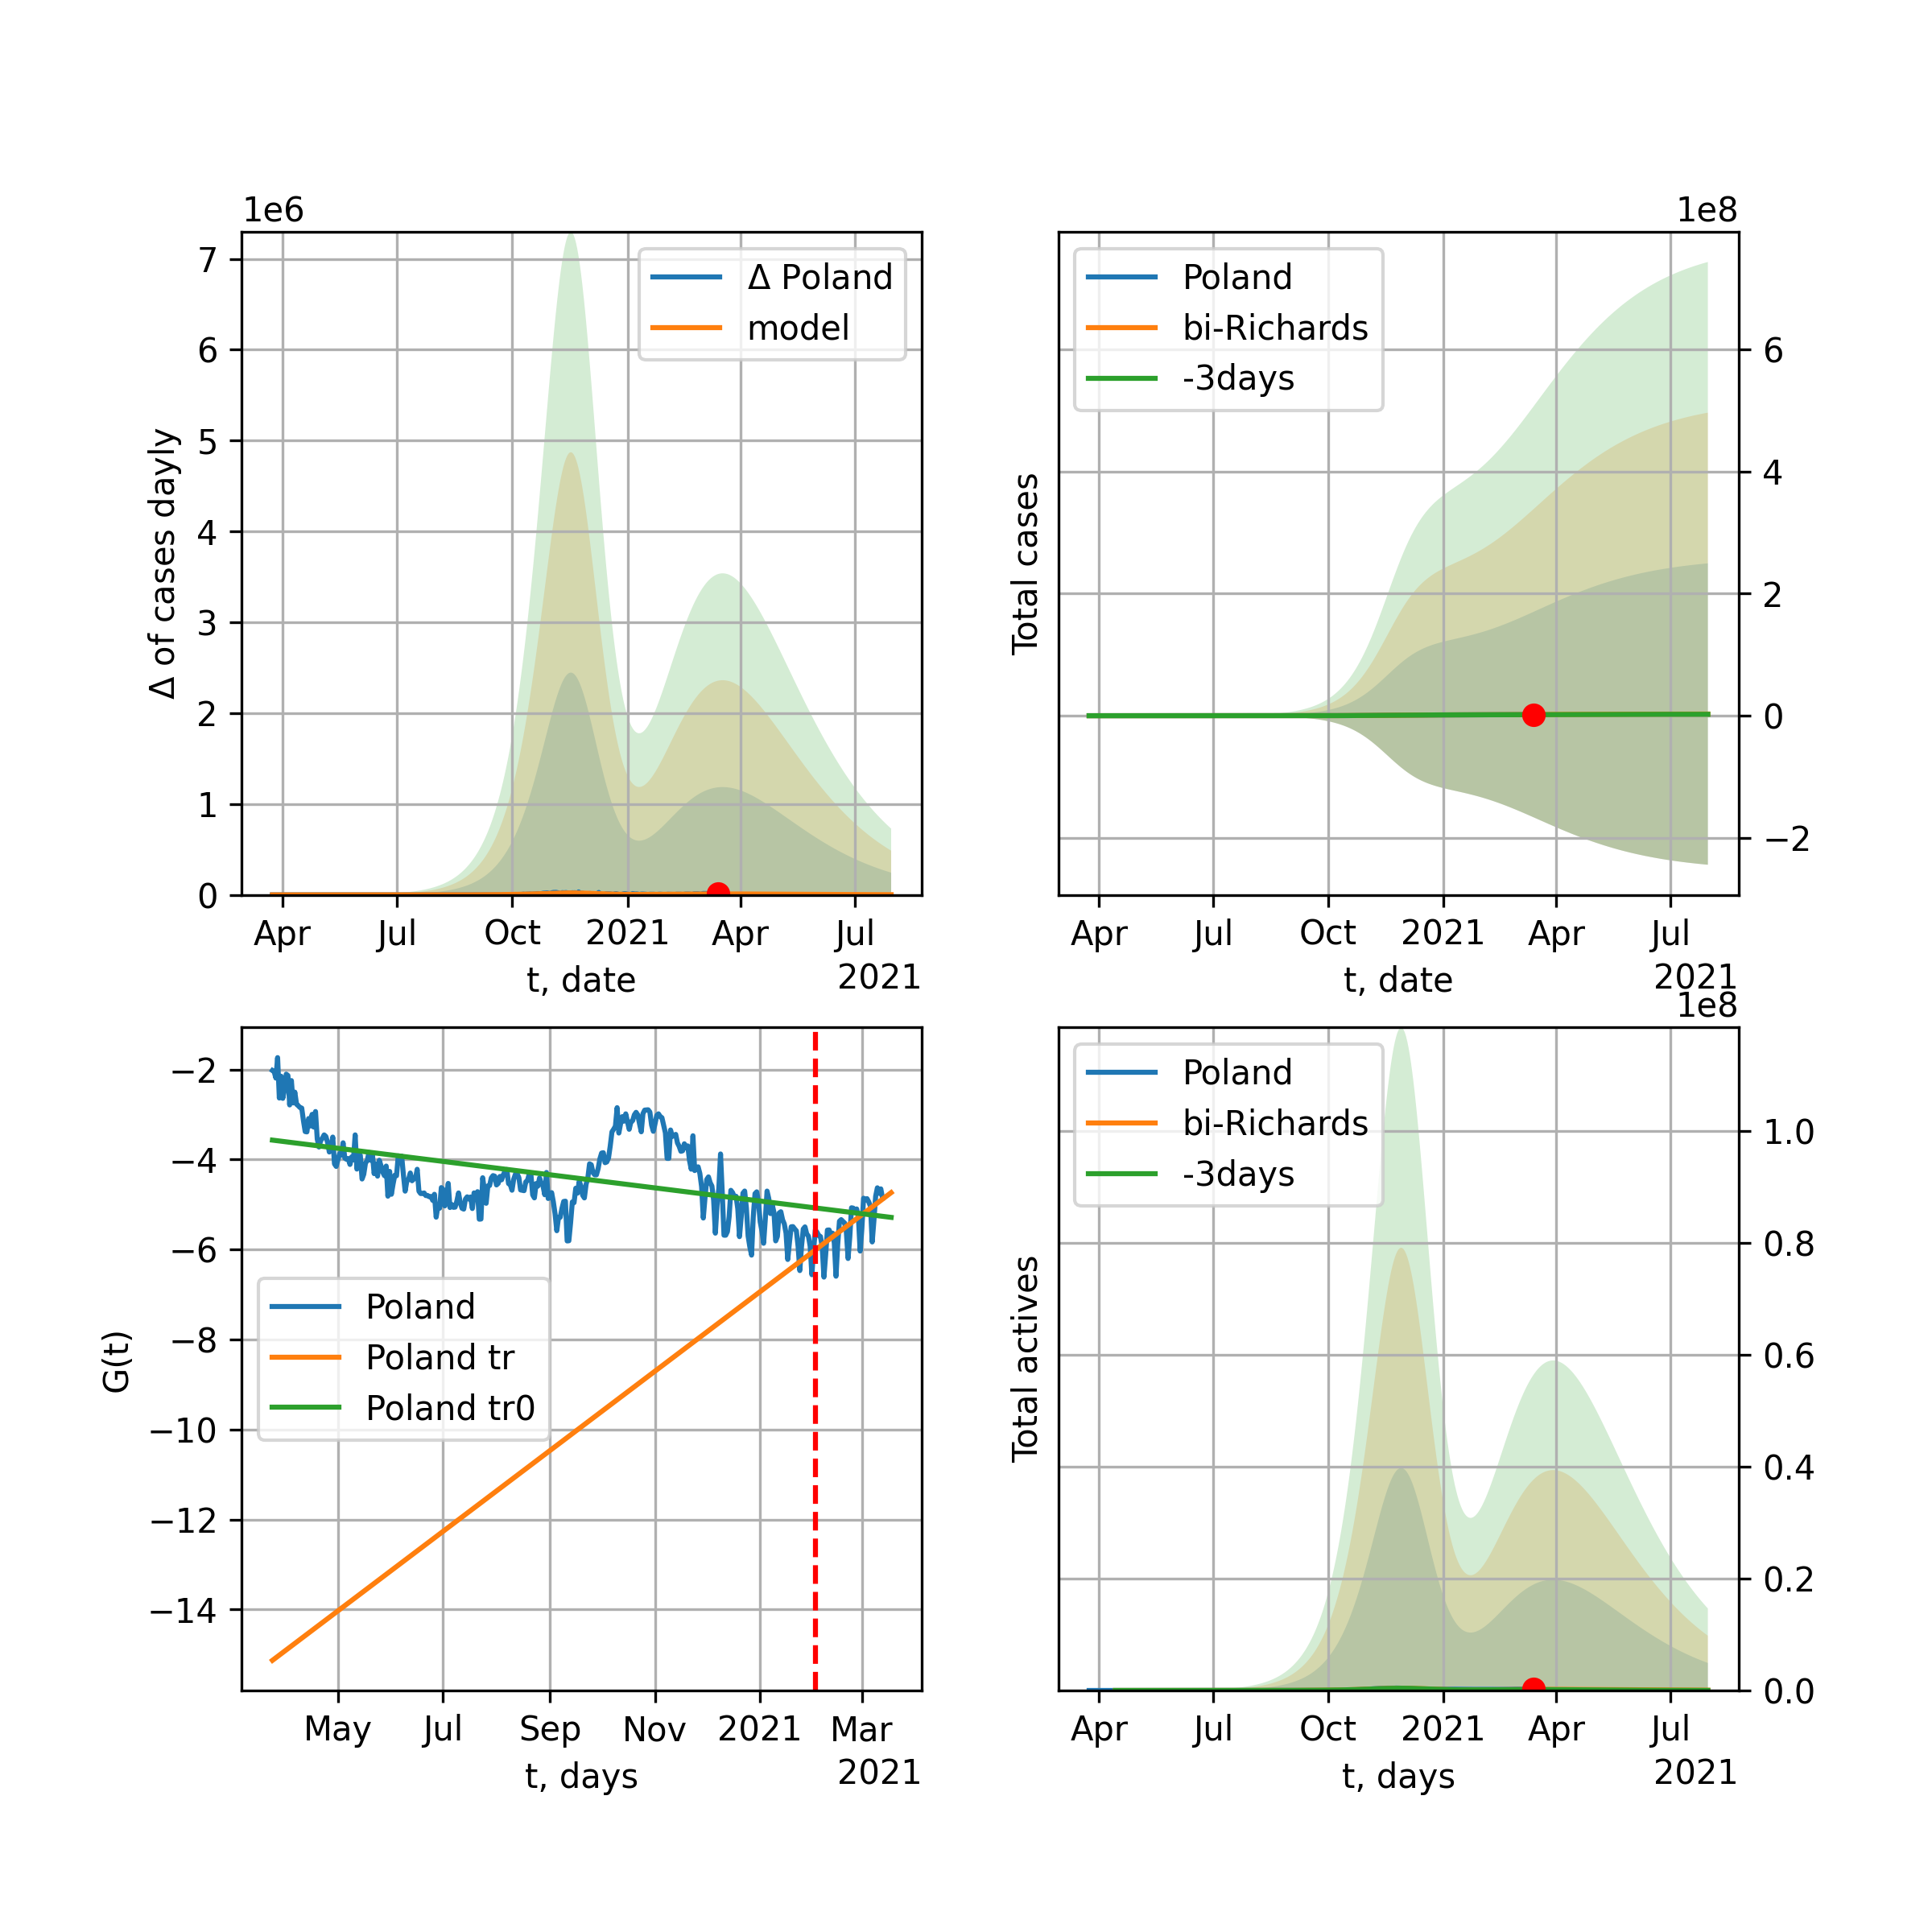 1e6
7
6
5
4
3
2
1
0
Δ of cases dayly
Δ Poland
model
Apr Jul Oct 2021 Apr Jul
t, date
2021
1e8
Poland
bi-Richards
-3days
Total cases
6
4
2
0
−2
Apr Jul Oct 2021 Apr Jul
t, date
2021
−2
−4
−6
−8
−10
−12
−14
G(t)
Poland
Poland tr
Poland tr0
May Jul Sep Nov 2021 Mar
t, days
2021
1e8
Poland
bi-Richards
-3days
Total actives
1.0
0.8
0.6
0.4
0.2
0.0
Apr Jul Oct 2021 Apr Jul
t, days
2021